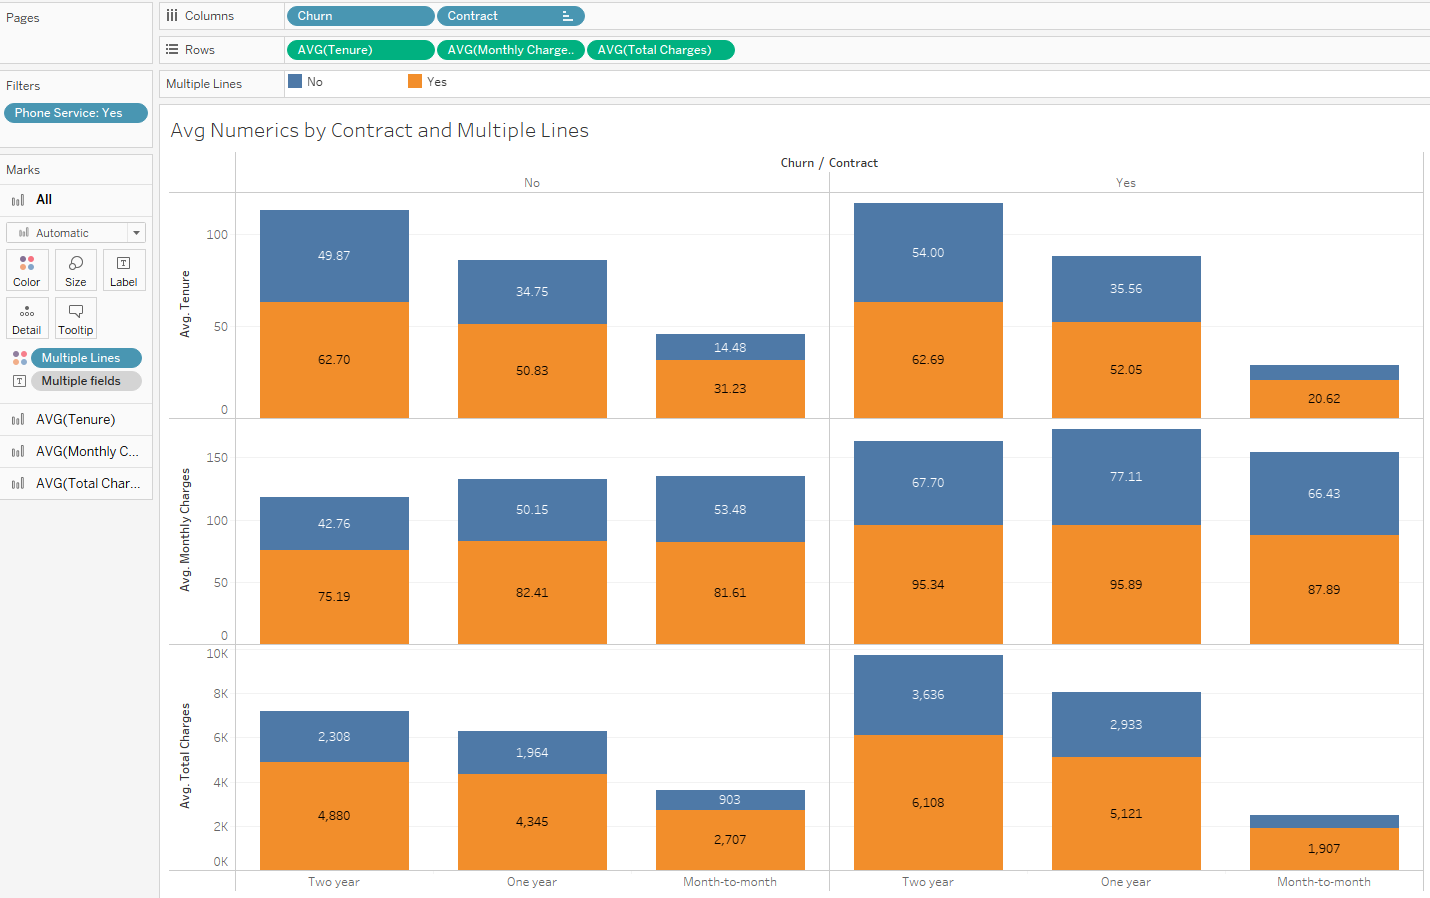 Pages
Columns
Churn
Contract
Rows
AVG(Tenure)
AVG(Monthly Charge..
AVG(Total Charges)
Filters
Phone Service: Yes
Multiple Lines
No
Yes
Marks
All
Automatic
Color
Size
Label
Detail
Tooltip
Multiple Lines
Multiple fields
AVG(Tenure)
AVG(Monthly C...
AVG(Total Char...
Avg Numerics by Contract and Multiple Lines
Churn / Contract
No
Yes
Avg. Tenure
100
50
0
49.87
34.75
14.48
54.00
35.56
62.70
50.83
31.23
62.69
52.05
20.62
Avg. Monthly Charges
150
100
50
0
42.76
50.15
53.48
67.70
77.11
66.43
75.19
82.41
81.61
95.34
95.89
87.89
Avg. Total Charges
10K
8K
6K
4K
2K
0K
2,308
1,964
903
3,636
2,933
4,880
4,345
2,707
6,108
5,121
1,907
Two year
One year
Month-to-month
Two year
One year
Month-to-month